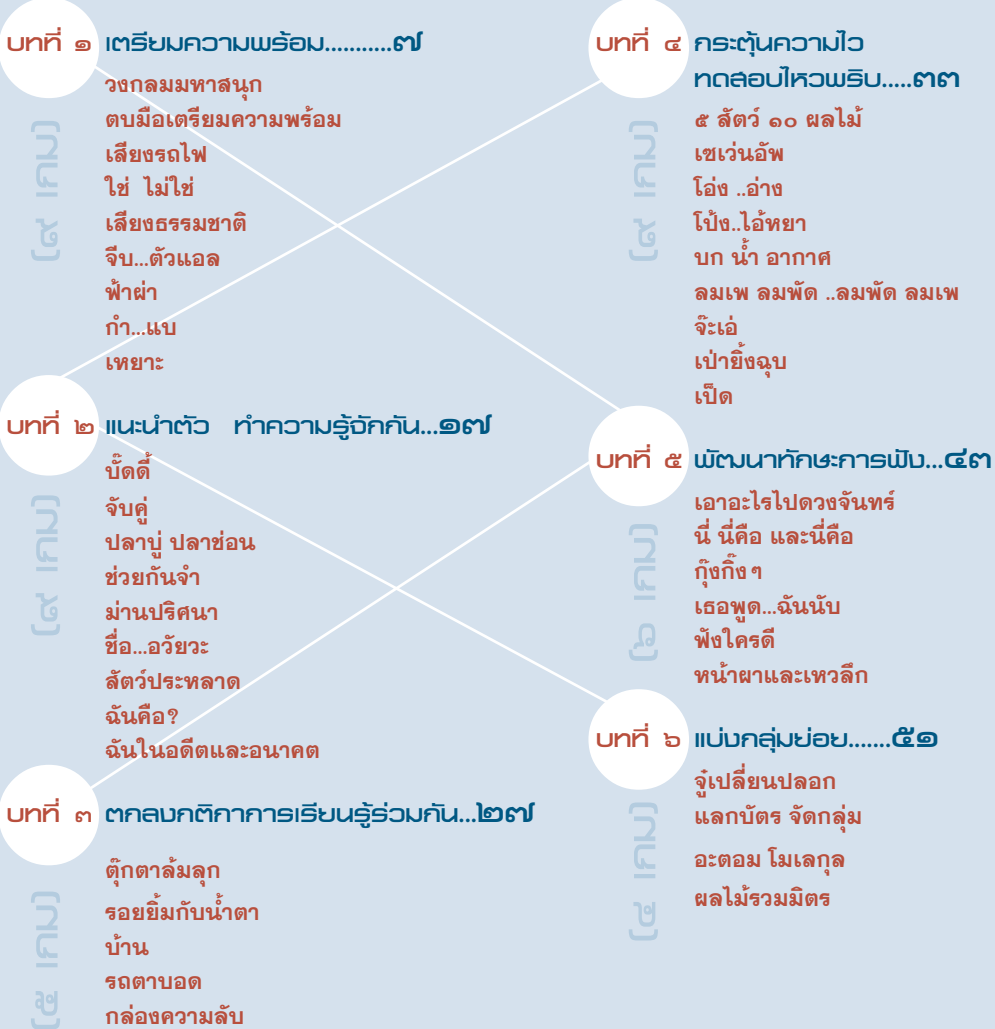 บทที่ ๑ เตรียมความพร้อม...........๗
(๙ เกม)
วงกลมมหาสนุก
ตบมือเตรียมความพร้อม
เสียงรถไฟ
ใช่ ไม่ใช่
เสียงธรรมชาติ
จีบ...ตัวแอล
ฟ้าผ่า
กำ...แบ
เหยาะ
บทที่ ๒ แนะนำตัว ทำความรู้จักกัน...๑๗
(๙ เกม)
บั๊ดดี้
จับคู่
ปลาบู่ ปลาช่อน
ช่วยกันจำ
ม่านปริศนา
ชื่อ...อวัยวะ
สัตว์ประหลาด
ฉันคือ?
ฉันในอดีตและอนาคต
บทที่ ๓ ตกลงกติกาการเรียนรู้ร่วมกัน...๒๗
(๕ เกม)
ตุ๊กตาล้มลุก
รอยยิ้มกับน้ำตา
บ้าน
รถตาบอด
กล่องความลับ
บทที่ ๔ กระตุ้นความไว
ทดสอบไหวพริบ.....๓๓
(๙ เกม)
๕ สัตว์ ๑๐ ผลไม้
เซเว่นอัพ
โอ่ง ..อ่าง
โป้ง..ไอ้หยา
บก น้ำ อากาศ
ลมเพ ลมพัด ..ลมพัด ลมเพ
จ๊ะเอ่
เป่ายิ้งฉุบ
เป็ด
บทที่ ๕ พัฒนาทักษะการฟัง...๔๓
(๖ เกม)
เอาอะไรไปดวงจันทร์
นี่ นี่คือ และนี่คือ
กุ๊งกิ๊งๆ
เธอพูด...ฉันนับ
ฟังใครดี
หน้าผาและเหวลึก
บทที่ ๖ แบ่งกลุ่มย่อย.......๕๑
(๔ เกม)
จู๋เปลี่ยนปลอก
แลกบัตร จัดกลุ่ม
อะตอม โมเลกุล
ผลไม้รวมมิตร